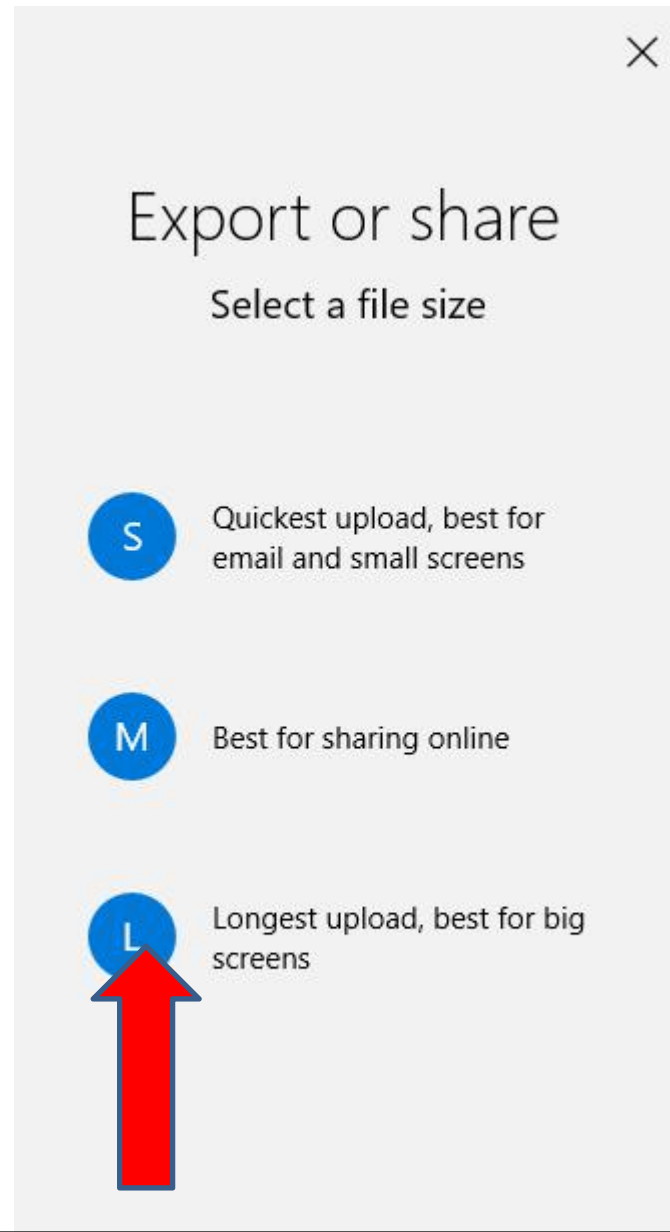 Export or share
Select a file size
S
Quickest upload, best for
email and small screens
M
Best for sharing online
L
Longest upload, best for big
screens